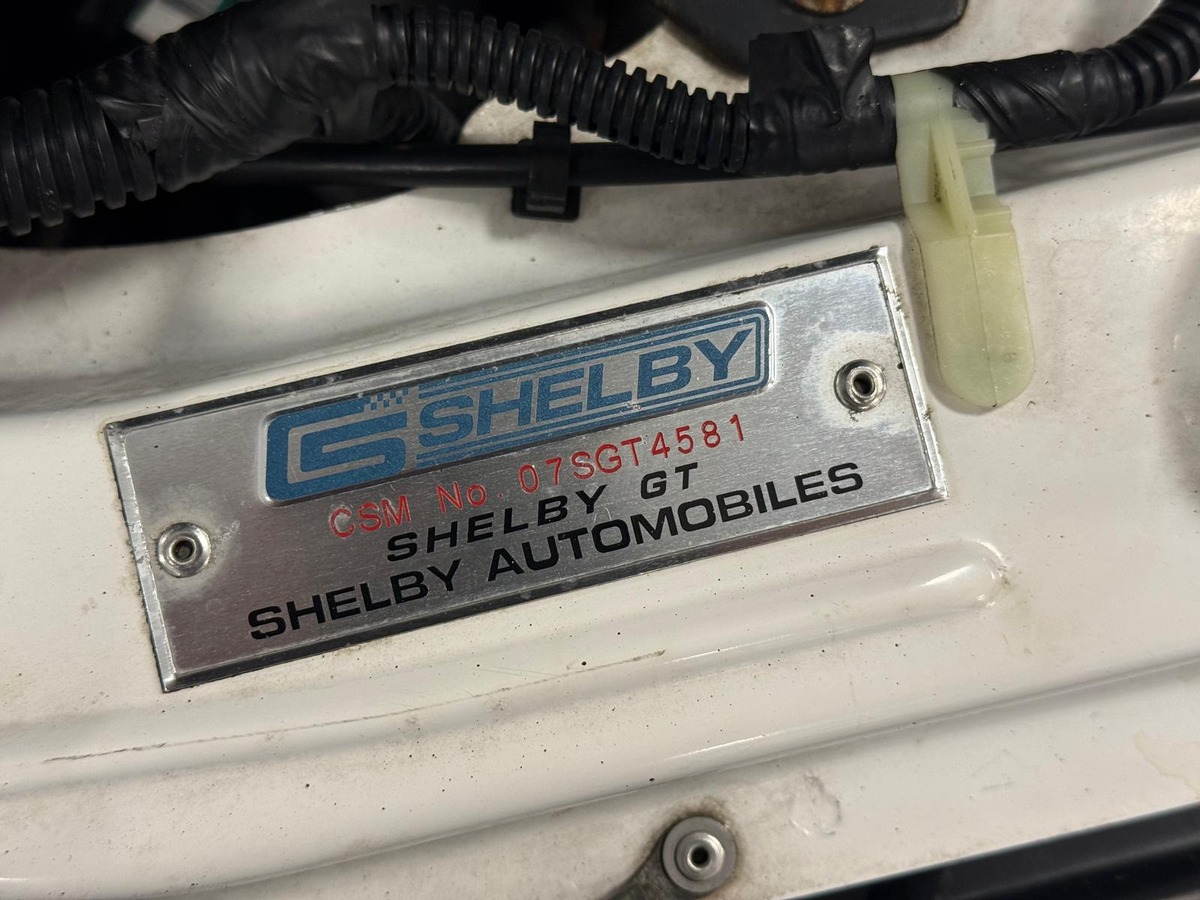 SHELBY
CSM No. 07SGT4581
SHELBY GT
SHELBY AUTOMOBILES